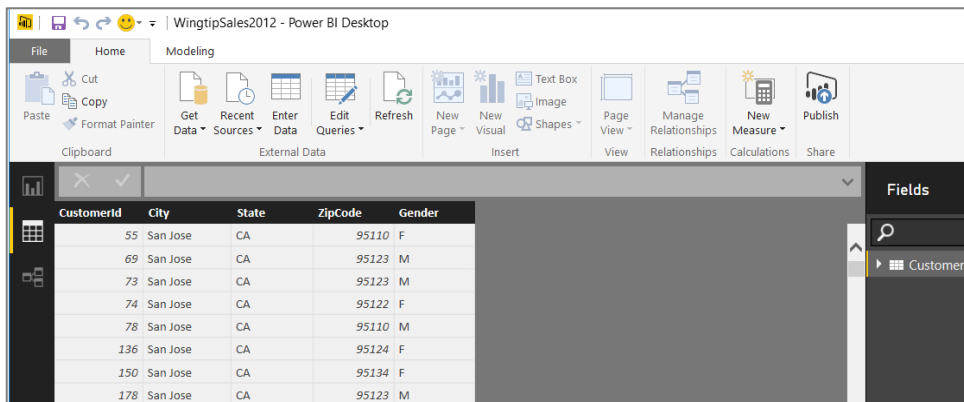 WingtipSales2012 - Power BI Desktop
File Home Modeling
Paste
Cut
Copy
Format Painter
Clipboard
Get Data
Recent Sources
Enter Data
Edit Queries
Refresh
External Data
New Page
New Visual
Text Box
Image
Shapes
Insert
Page View
View
Manage Relationships
Relationships
New Measure
Calculations
Publish
Share
Fields
Customer
CustomerId City State ZipCode Gender
55 San Jose CA 95110 F
69 San Jose CA 95123 M
73 San Jose CA 95123 M
74 San Jose CA 95122 F
78 San Jose CA 95110 M
136 San Jose CA 95124 F
150 San Jose CA 95134 F
178 San Jose CA 95123 M